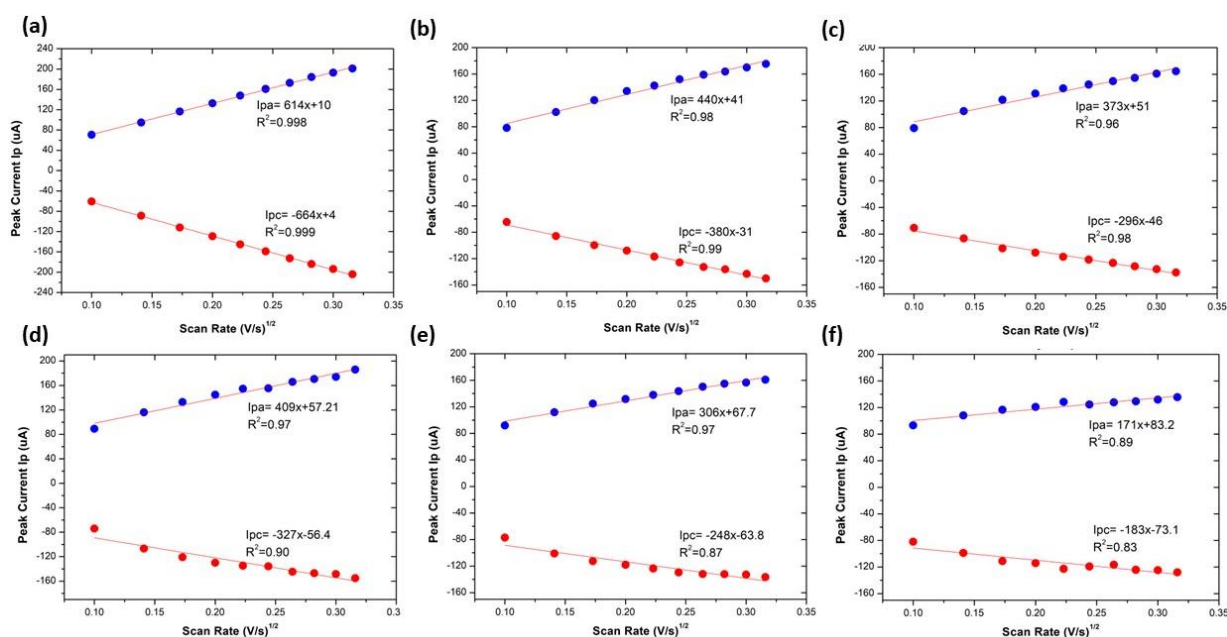 (a)
Peak Current Ip (uA)
240
200
160
120
80
40
0
-40
-80
-120
-160
-200
-240
Ipa= 614x+10
R²=0.998
Ipc= -664x+4
R²=0.999
0.10 0.15 0.20 0.25 0.30 0.35
Scan Rate (V/s)^1/2
(b)
Peak Current Ip (uA)
200
160
120
80
40
0
-40
-80
-120
-160
Ipa= 440x+41
R²=0.98
Ipc= -380x-31
R²=0.99
0.10 0.15 0.20 0.25 0.30 0.35
Scan Rate (V/s)^1/2
(c)
Peak Current Ip (uA)
200
160
120
80
40
0
-40
-80
-120
-160
Ipa= 373x+51
R²=0.96
Ipc= -296x-46
R²=0.98
0.10 0.15 0.20 0.25 0.30 0.35
Scan Rate (V/s)^1/2
(d)
Peak Current Ip (uA)
200
160
120
80
40
0
-40
-80
-120
-160
Ipa= 409x+57.21
R²=0.97
Ipc= -327x-56.4
R²=0.90
0.10 0.15 0.20 0.25 0.30 0.3
Scan Rate (V/s)^1/2
(e)
Peak Current Ip (uA)
200
160
120
80
40
0
-40
-80
-120
-160
Ipa= 306x+67.7
R²=0.97
Ipc= -248x-63.8
R²=0.87
0.10 0.15 0.20 0.25 0.30 0.35
Scan Rate (V/s)^1/2
(f)
Peak Current Ip (uA)
200
160
120
80
40
0
-40
-80
-120
-160
Ipa= 171x+83.2
R²=0.89
Ipc= -183x-73.1
R²=0.83
0.10 0.15 0.20 0.25 0.30 0.35
Scan Rate (V/s)^1/2